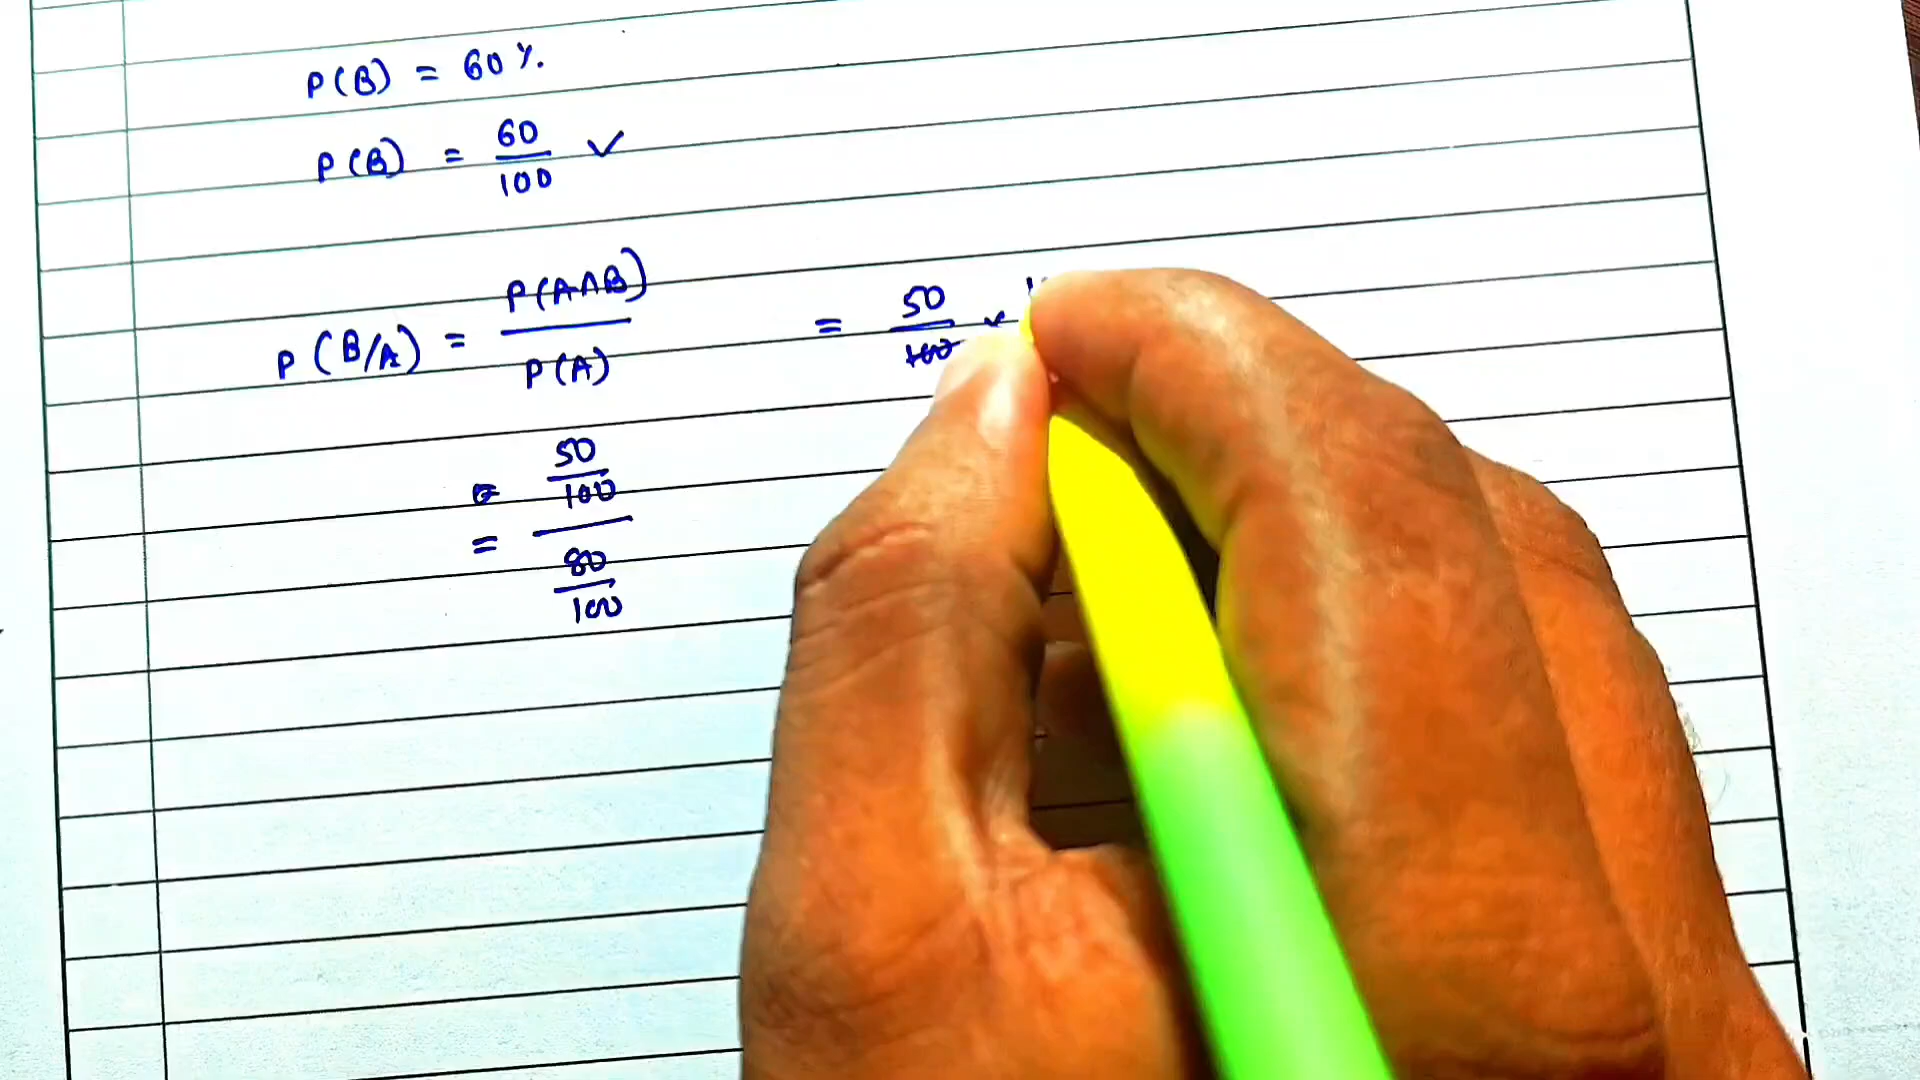 P(B) = 60%.
P(B) = 60/100 ✓
P(B/A) = P(A∩B)/P(A) = 50/100
= 50/100
= 80/100